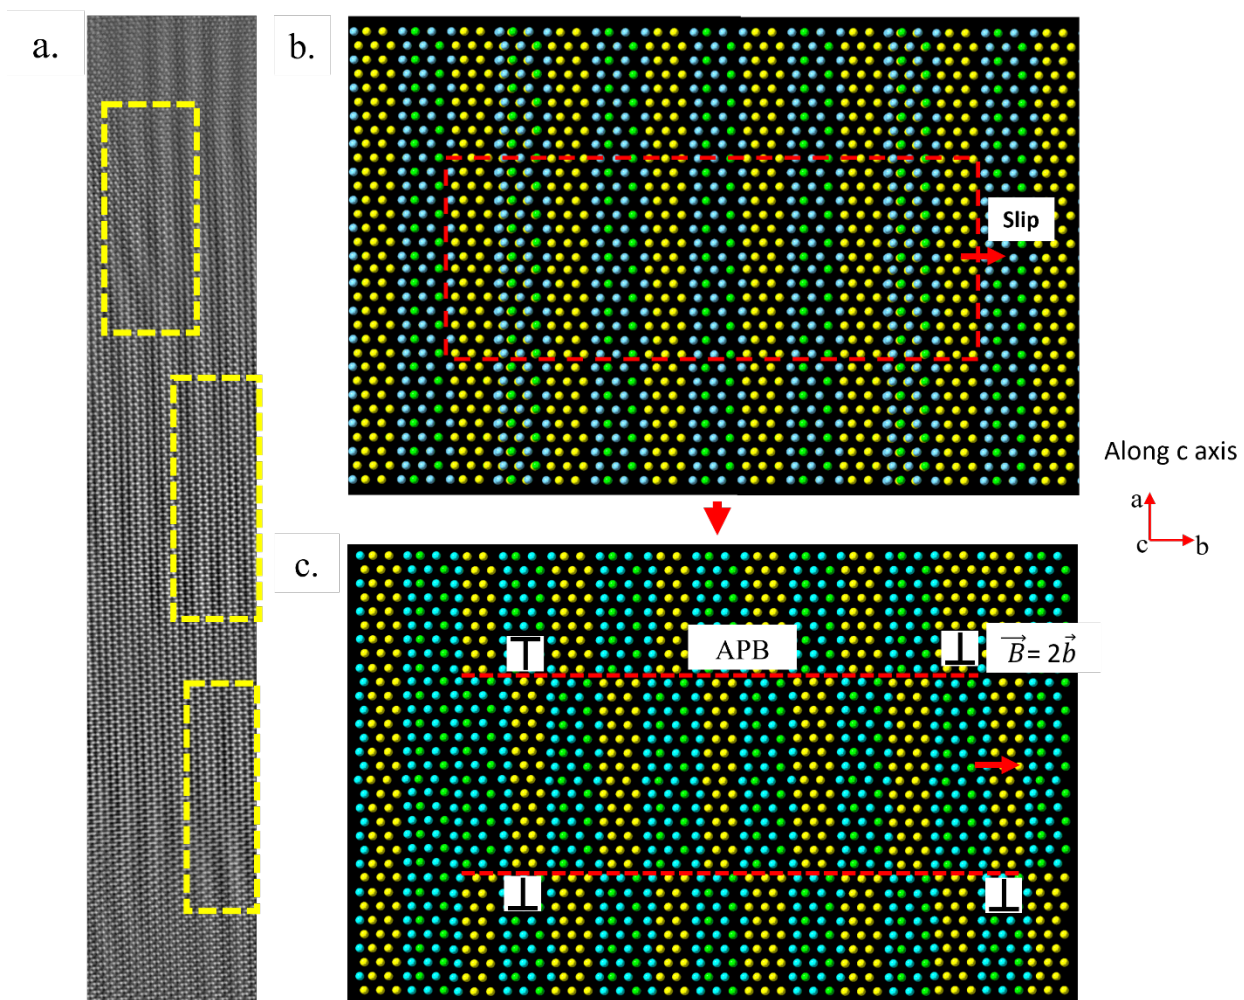 a.
b.
Slip
Along c axis
a
c
b
c.
⊤
APB
⊥
B⃗ = 2b⃗
⊥
⊥